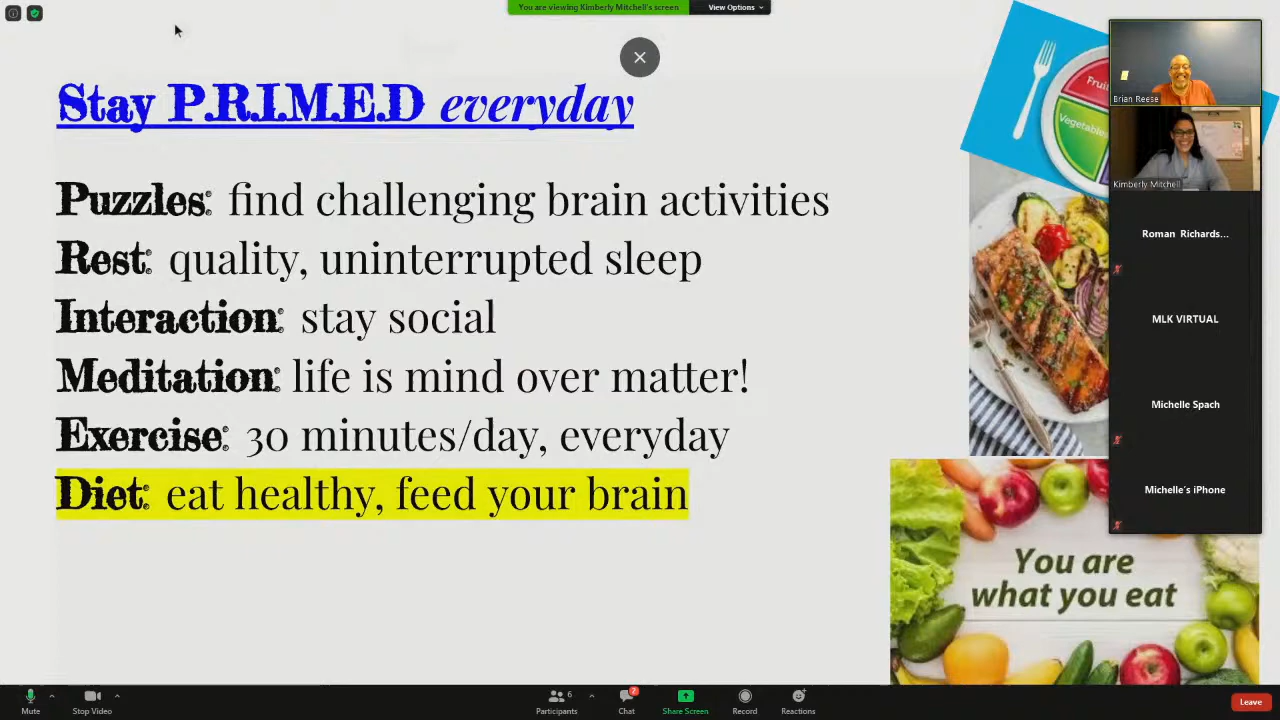 You are viewing Kimberly Mitchell's screen
View Options
Stay P.R.I.M.E.D everyday
Puzzles: find challenging brain activities
Rest: quality, uninterrupted sleep
Interaction: stay social
Meditation: life is mind over matter!
Exercise: 30 minutes/day, everyday
Diet: eat healthy, feed your brain
Vegetables
You are
what you eat
Brian Reese
Kimberly Mitchell
Roman Richards...
MLK VIRTUAL
Michelle Spach
Michelle's iPhone
Mute
Stop Video
6
Participants
2
Chat
Share Screen
Record
Reactions
Leave